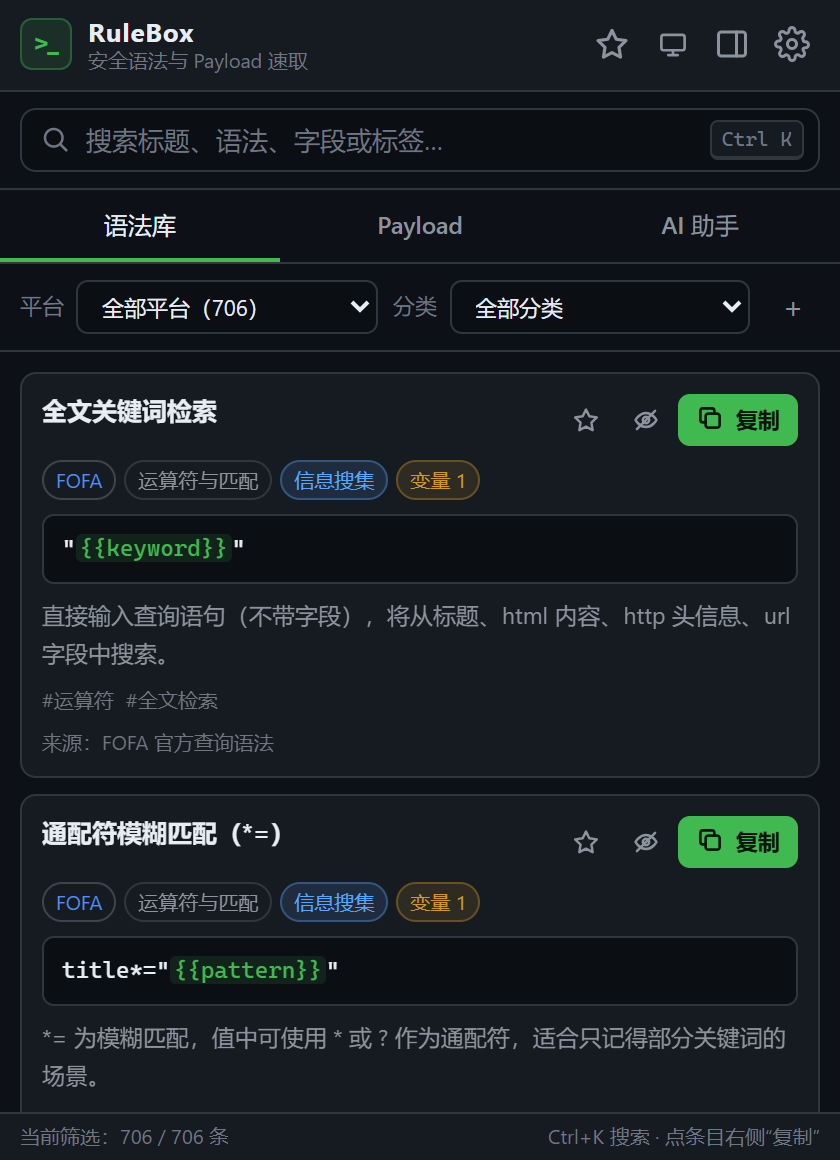 >_
RuleBox
安全语法与 Payload 速取
搜索标题、语法、字段或标签...
Ctrl K
语法库 Payload AI 助手
平台 全部平台（706） 分类 全部分类 +
全文关键词检索
复制
FOFA 运算符与匹配 信息搜集 变量 1
"{{keyword}}"
直接输入查询语句（不带字段），将从标题、html 内容、http 头信息、url
字段中搜索。
#运算符 #全文检索
来源：FOFA 官方查询语法
通配符模糊匹配（*=）
复制
FOFA 运算符与匹配 信息搜集 变量 1
title*="{{pattern}}"
*= 为模糊匹配，值中可使用 * 或 ? 作为通配符，适合只记得部分关键词的
场景。
当前筛选：706 / 706 条
Ctrl+K 搜索 · 点条目右侧“复制”